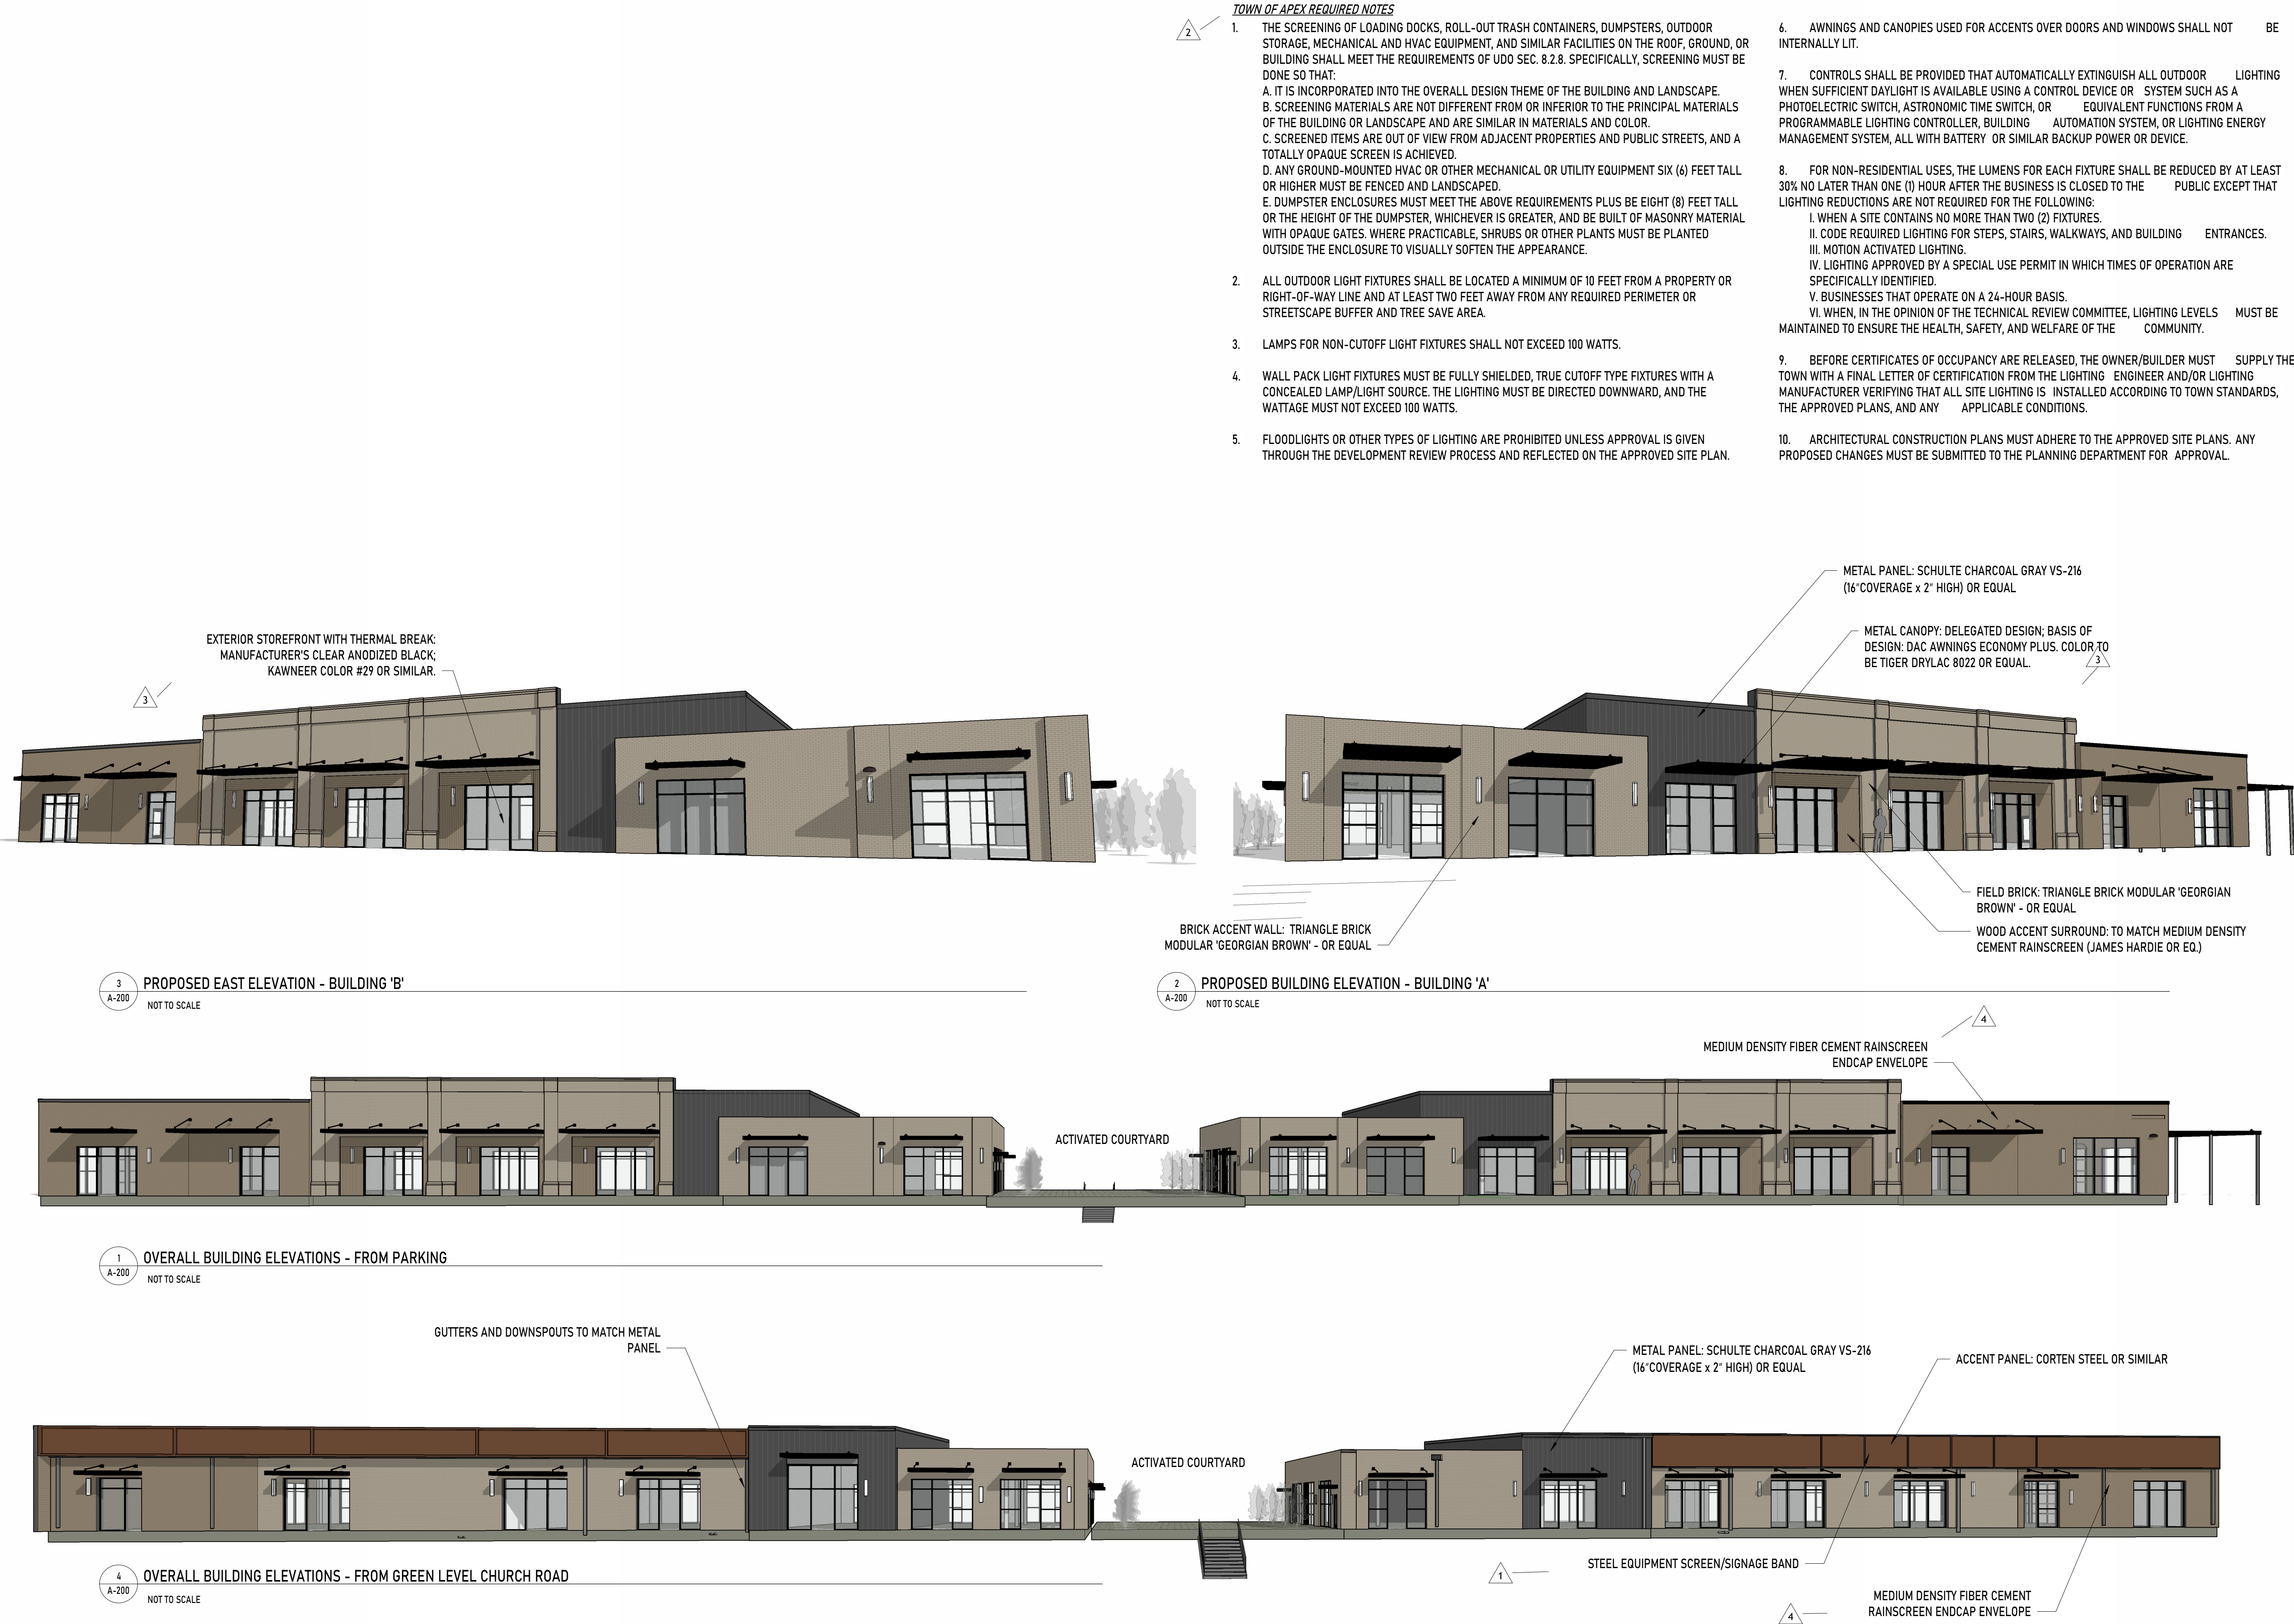 TOWN OF APEX REQUIRED NOTES
2
1. THE SCREENING OF LOADING DOCKS, ROLL-OUT TRASH CONTAINERS, DUMPSTERS, OUTDOOR
STORAGE, MECHANICAL AND HVAC EQUIPMENT, AND SIMILAR FACILITIES ON THE ROOF, GROUND, OR
BUILDING SHALL MEET THE REQUIREMENTS OF UDO SEC. 8.2.8. SPECIFICALLY, SCREENING MUST BE
DONE SO THAT:
A. IT IS INCORPORATED INTO THE OVERALL DESIGN THEME OF THE BUILDING AND LANDSCAPE.
B. SCREENING MATERIALS ARE NOT DIFFERENT FROM OR INFERIOR TO THE PRINCIPAL MATERIALS
OF THE BUILDING OR LANDSCAPE AND ARE SIMILAR IN MATERIALS AND COLOR.
C. SCREENED ITEMS ARE OUT OF VIEW FROM ADJACENT PROPERTIES AND PUBLIC STREETS, AND A
TOTALLY OPAQUE SCREEN IS ACHIEVED.
D. ANY GROUND-MOUNTED HVAC OR OTHER MECHANICAL OR UTILITY EQUIPMENT SIX (6) FEET TALL
OR HIGHER MUST BE FENCED AND LANDSCAPED.
E. DUMPSTER ENCLOSURES MUST MEET THE ABOVE REQUIREMENTS PLUS BE EIGHT (8) FEET TALL
OR THE HEIGHT OF THE DUMPSTER, WHICHEVER IS GREATER, AND BE BUILT OF MASONRY MATERIAL
WITH OPAQUE GATES. WHERE PRACTICABLE, SHRUBS OR OTHER PLANTS MUST BE PLANTED
OUTSIDE THE ENCLOSURE TO VISUALLY SOFTEN THE APPEARANCE.
2. ALL OUTDOOR LIGHT FIXTURES SHALL BE LOCATED A MINIMUM OF 10 FEET FROM A PROPERTY OR
RIGHT-OF-WAY LINE AND AT LEAST TWO FEET AWAY FROM ANY REQUIRED PERIMETER OR
STREETSCAPE BUFFER AND TREE SAVE AREA.
3. LAMPS FOR NON-CUTOFF LIGHT FIXTURES SHALL NOT EXCEED 100 WATTS.
4. WALL PACK LIGHT FIXTURES MUST BE FULLY SHIELDED, TRUE CUTOFF TYPE FIXTURES WITH A
CONCEALED LAMP/LIGHT SOURCE. THE LIGHTING MUST BE DIRECTED DOWNWARD, AND THE
WATTAGE MUST NOT EXCEED 100 WATTS.
5. FLOODLIGHTS OR OTHER TYPES OF LIGHTING ARE PROHIBITED UNLESS APPROVAL IS GIVEN
THROUGH THE DEVELOPMENT REVIEW PROCESS AND REFLECTED ON THE APPROVED SITE PLAN.
6. AWNINGS AND CANOPIES USED FOR ACCENTS OVER DOORS AND WINDOWS SHALL NOT BE
INTERNALLY LIT.
7. CONTROLS SHALL BE PROVIDED THAT AUTOMATICALLY EXTINGUISH ALL OUTDOOR LIGHTING
WHEN SUFFICIENT DAYLIGHT IS AVAILABLE USING A CONTROL DEVICE OR SYSTEM SUCH AS A
PHOTOELECTRIC SWITCH, ASTRONOMIC TIME SWITCH, OR EQUIVALENT FUNCTIONS FROM A
PROGRAMMABLE LIGHTING CONTROLLER, BUILDING AUTOMATION SYSTEM, OR LIGHTING ENERGY
MANAGEMENT SYSTEM, ALL WITH BATTERY OR SIMILAR BACKUP POWER OR DEVICE.
8. FOR NON-RESIDENTIAL USES, THE LUMENS FOR EACH FIXTURE SHALL BE REDUCED BY AT LEAST
30% NO LATER THAN ONE (1) HOUR AFTER THE BUSINESS IS CLOSED TO THE PUBLIC EXCEPT THAT
LIGHTING REDUCTIONS ARE NOT REQUIRED FOR THE FOLLOWING:
I. WHEN A SITE CONTAINS NO MORE THAN TWO (2) FIXTURES.
II. CODE REQUIRED LIGHTING FOR STEPS, STAIRS, WALKWAYS, AND BUILDING ENTRANCES.
III. MOTION ACTIVATED LIGHTING.
IV. LIGHTING APPROVED BY A SPECIAL USE PERMIT IN WHICH TIMES OF OPERATION ARE
SPECIFICALLY IDENTIFIED.
V. BUSINESSES THAT OPERATE ON A 24-HOUR BASIS.
VI. WHEN, IN THE OPINION OF THE TECHNICAL REVIEW COMMITTEE, LIGHTING LEVELS MUST BE
MAINTAINED TO ENSURE THE HEALTH, SAFETY, AND WELFARE OF THE COMMUNITY.
9. BEFORE CERTIFICATES OF OCCUPANCY ARE RELEASED, THE OWNER/BUILDER MUST SUPPLY THE
TOWN WITH A FINAL LETTER OF CERTIFICATION FROM THE LIGHTING ENGINEER AND/OR LIGHTING
MANUFACTURER VERIFYING THAT ALL SITE LIGHTING IS INSTALLED ACCORDING TO TOWN STANDARDS,
THE APPROVED PLANS, AND ANY APPLICABLE CONDITIONS.
10. ARCHITECTURAL CONSTRUCTION PLANS MUST ADHERE TO THE APPROVED SITE PLANS. ANY
PROPOSED CHANGES MUST BE SUBMITTED TO THE PLANNING DEPARTMENT FOR APPROVAL.
EXTERIOR STOREFRONT WITH THERMAL BREAK:
MANUFACTURER'S CLEAR ANODIZED BLACK;
KAWNEER COLOR #29 OR SIMILAR.
3
METAL PANEL: SCHULTE CHARCOAL GRAY VS-216
(16"COVERAGE x 2" HIGH) OR EQUAL
METAL CANOPY: DELEGATED DESIGN; BASIS OF
DESIGN: DAC AWNINGS ECONOMY PLUS. COLOR TO
BE TIGER DRYLAC 8022 OR EQUAL.
3
FIELD BRICK: TRIANGLE BRICK MODULAR 'GEORGIAN
BROWN' - OR EQUAL
WOOD ACCENT SURROUND: TO MATCH MEDIUM DENSITY
CEMENT RAINSCREEN (JAMES HARDIE OR EQ.)
BRICK ACCENT WALL: TRIANGLE BRICK
MODULAR 'GEORGIAN BROWN' - OR EQUAL
3
A-200
PROPOSED EAST ELEVATION - BUILDING 'B'
NOT TO SCALE
2
A-200
PROPOSED BUILDING ELEVATION - BUILDING 'A'
NOT TO SCALE
4
MEDIUM DENSITY FIBER CEMENT RAINSCREEN
ENDCAP ENVELOPE
ACTIVATED COURTYARD
1
A-200
OVERALL BUILDING ELEVATIONS - FROM PARKING
NOT TO SCALE
GUTTERS AND DOWNSPOUTS TO MATCH METAL
PANEL
METAL PANEL: SCHULTE CHARCOAL GRAY VS-216
(16"COVERAGE x 2" HIGH) OR EQUAL
ACCENT PANEL: CORTEN STEEL OR SIMILAR
ACTIVATED COURTYARD
STEEL EQUIPMENT SCREEN/SIGNAGE BAND
1
4
A-200
OVERALL BUILDING ELEVATIONS - FROM GREEN LEVEL CHURCH ROAD
NOT TO SCALE
MEDIUM DENSITY FIBER CEMENT
RAINSCREEN ENDCAP ENVELOPE
4